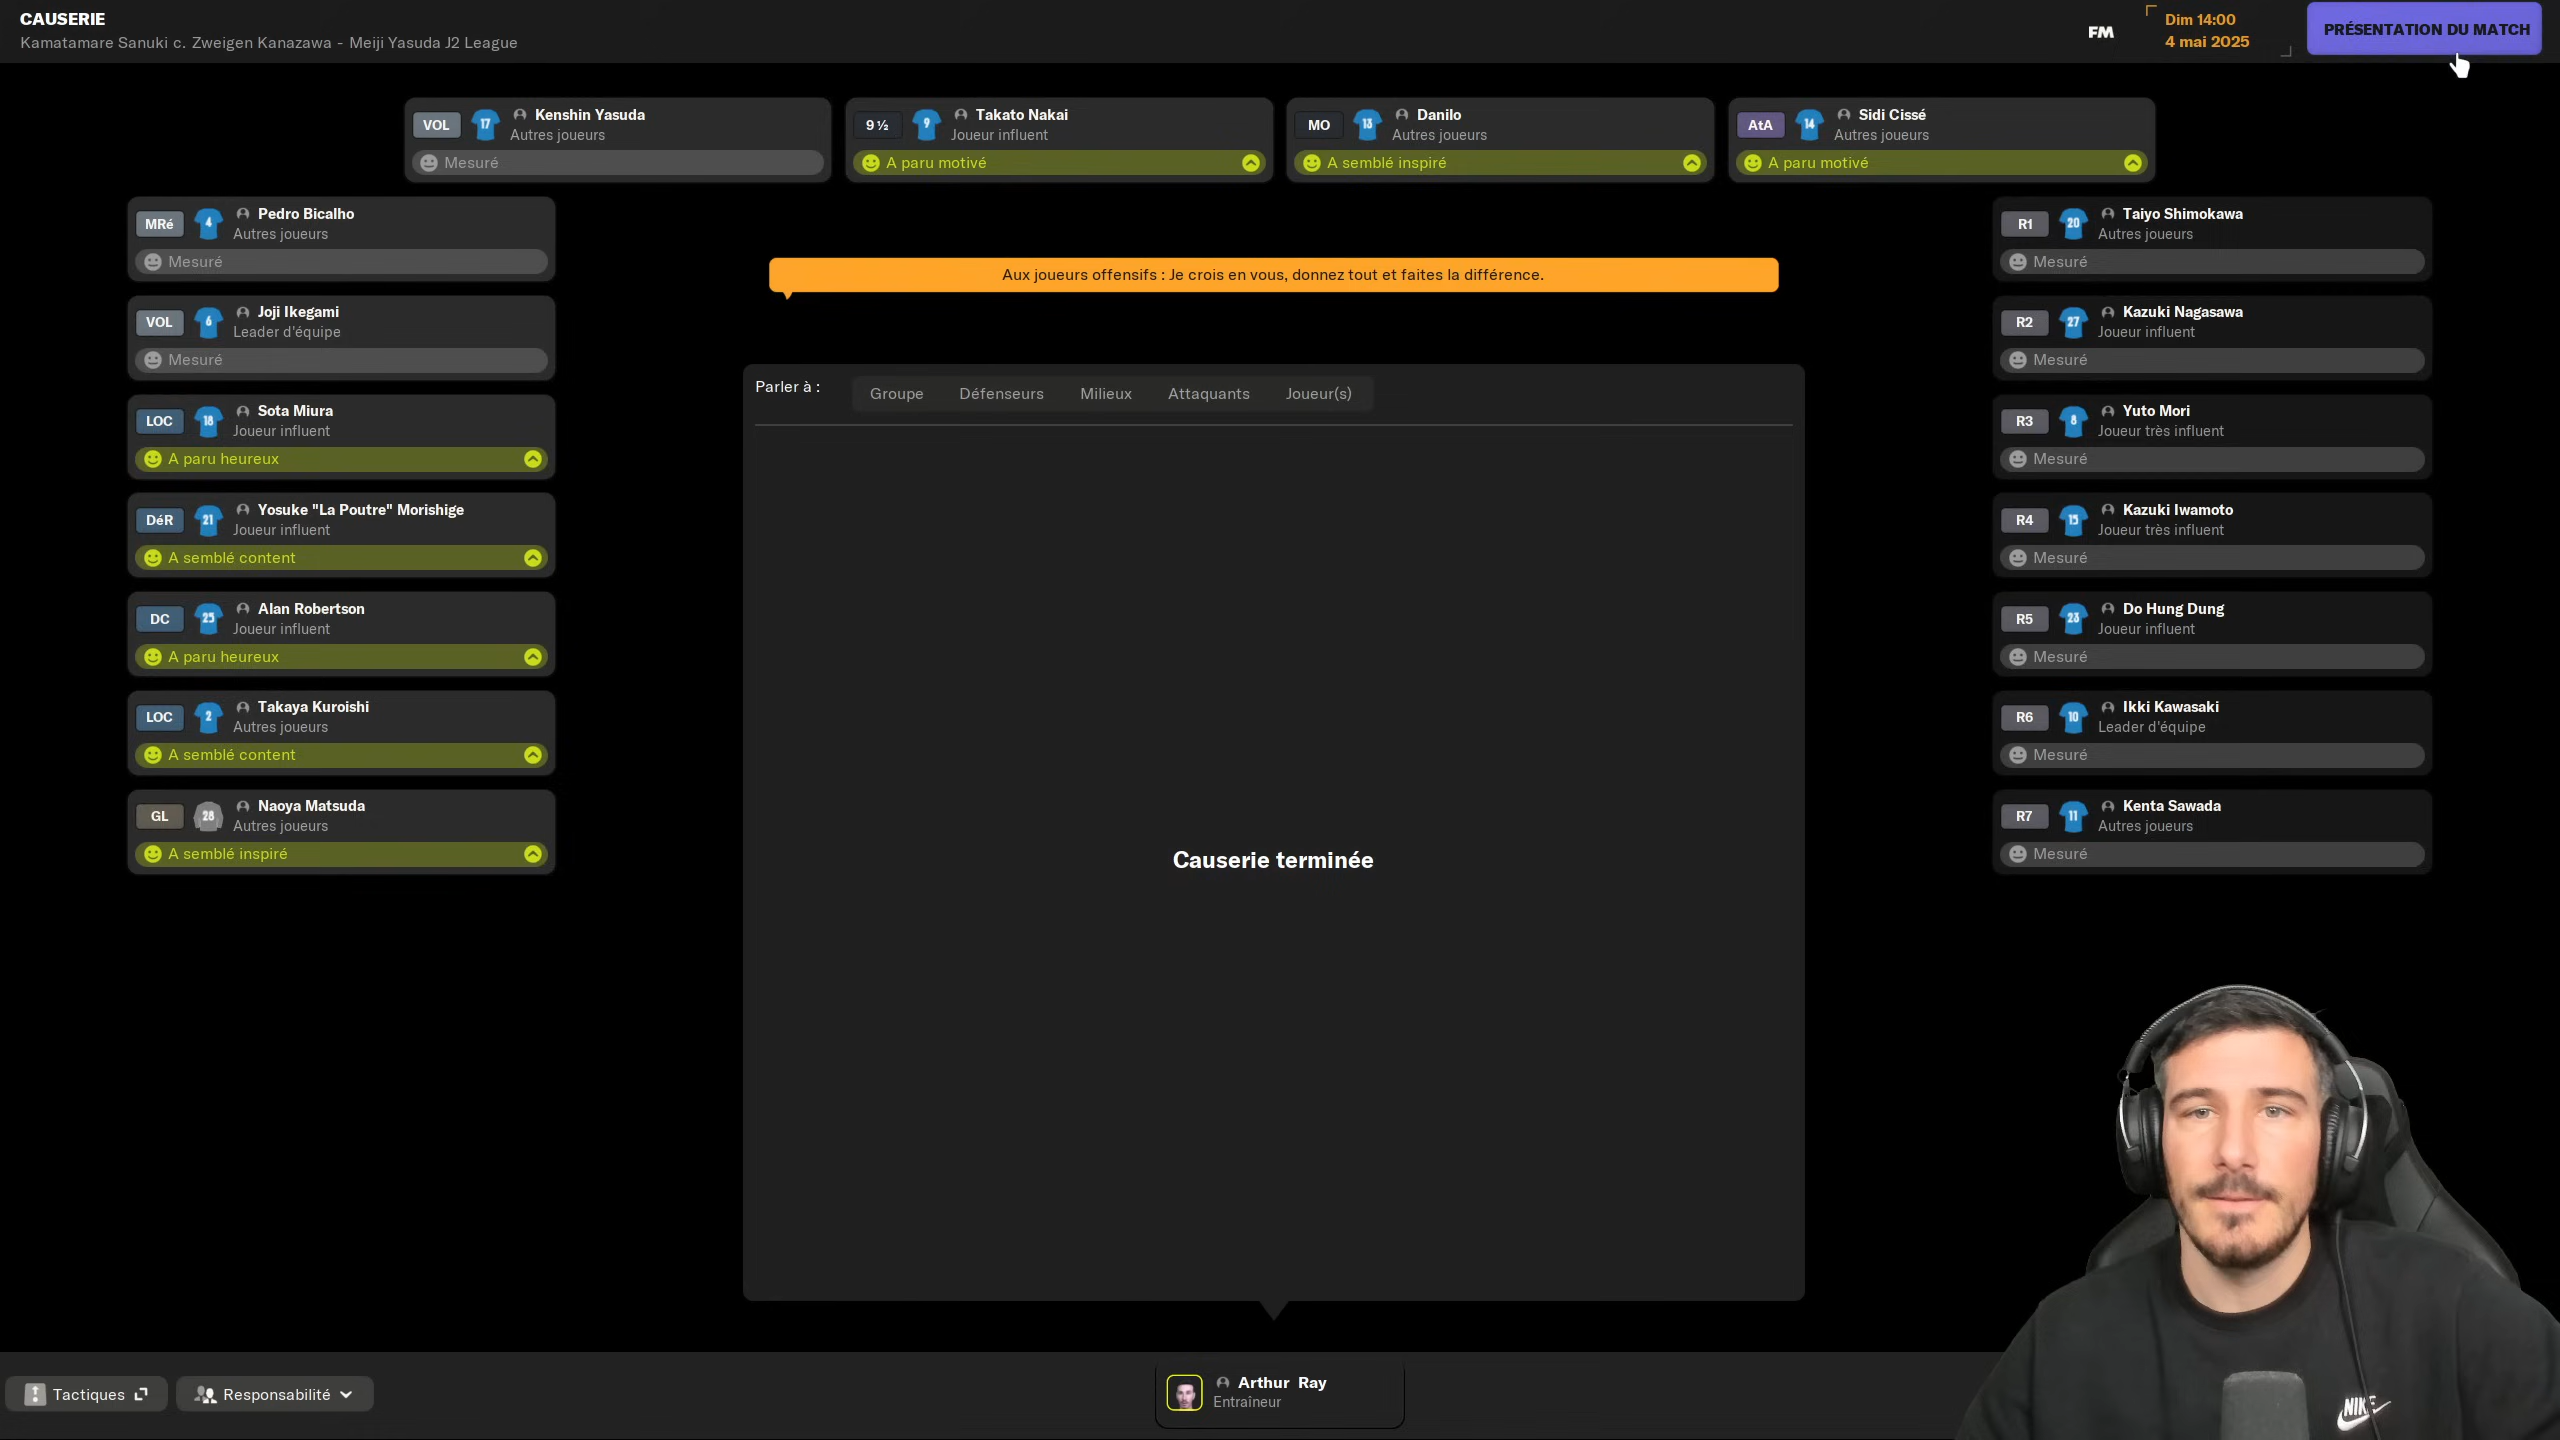 CAUSERIE
Kamatamare Sanuki c. Zweigen Kanazawa - Meiji Yasuda J2 League
FM
Dim 14:00
4 mai 2025
PRÉSENTATION DU MATCH
VOL 17 Kenshin Yasuda
Autres joueurs
Mesuré
9 ½ 9 Takato Nakai
Joueur influent
A paru motivé
MO 13 Danilo
Autres joueurs
A semblé inspiré
AtA 14 Sidi Cissé
Autres joueurs
A paru motivé
MRé 4 Pedro Bicalho
Autres joueurs
Mesuré
VOL 6 Joji Ikegami
Leader d'équipe
Mesuré
LOC 18 Sota Miura
Joueur influent
A paru heureux
DéR 21 Yosuke "La Poutre" Morishige
Joueur influent
A semblé content
DC 25 Alan Robertson
Joueur influent
A paru heureux
LOC 2 Takaya Kuroishi
Autres joueurs
A semblé content
GL 28 Naoya Matsuda
Autres joueurs
A semblé inspiré
Aux joueurs offensifs : Je crois en vous, donnez tout et faites la différence.
Parler à : Groupe Défenseurs Milieux Attaquants Joueur(s)
Causerie terminée
R1 20 Taiyo Shimokawa
Autres joueurs
Mesuré
R2 27 Kazuki Nagasawa
Joueur influent
Mesuré
R3 8 Yuto Mori
Joueur très influent
Mesuré
R4 15 Kazuki Iwamoto
Joueur très influent
Mesuré
R5 23 Do Hung Dung
Joueur influent
Mesuré
R6 10 Ikki Kawasaki
Leader d'équipe
Mesuré
R7 11 Kenta Sawada
Autres joueurs
Mesuré
Tactiques
Responsabilité
Arthur Ray
Entraîneur
NIKE